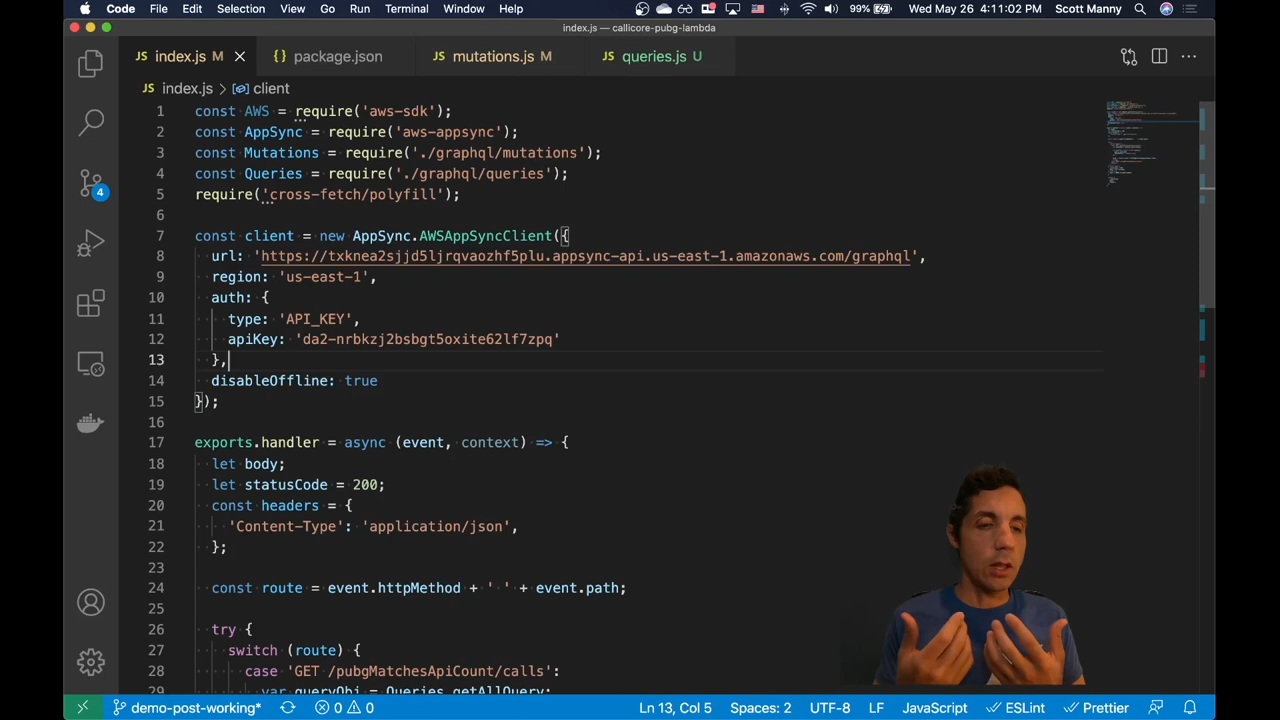 Code File Edit Selection View Go Run Terminal Window Help 99% Wed May 26 4:11:02 PM Scott Manny
index.js — callicore-pubg-lambda
JS index.js M {} package.json JS mutations.js M JS queries.js U
JS index.js > client
1 const AWS = require('aws-sdk');
2 const AppSync = require('aws-appsync');
3 const Mutations = require('./graphql/mutations');
4 const Queries = require('./graphql/queries');
5 require('cross-fetch/polyfill');
6
7 const client = new AppSync.AWSAppSyncClient({
8 url: 'https://txknea2sjjd5ljrqvaozhf5plu.appsync-api.us-east-1.amazonaws.com/graphql',
9 region: 'us-east-1',
10 auth: {
11 type: 'API_KEY',
12 apiKey: 'da2-nrbkzj2bsbgt5oxite62lf7zpq'
13 },
14 disableOffline: true
15 });
16
17 exports.handler = async (event, context) => {
18 let body;
19 let statusCode = 200;
20 const headers = {
21 'Content-Type': 'application/json',
22 };
23
24 const route = event.httpMethod + ' ' + event.path;
25
26 try {
27 switch (route) {
28 case 'GET /pubgMatchesApiCount/calls':
29 var queryObj = Queries.getAllQuery;
4
demo-post-working* 0 0 Ln 13, Col 5 Spaces: 2 UTF-8 LF JavaScript ESLint Prettier